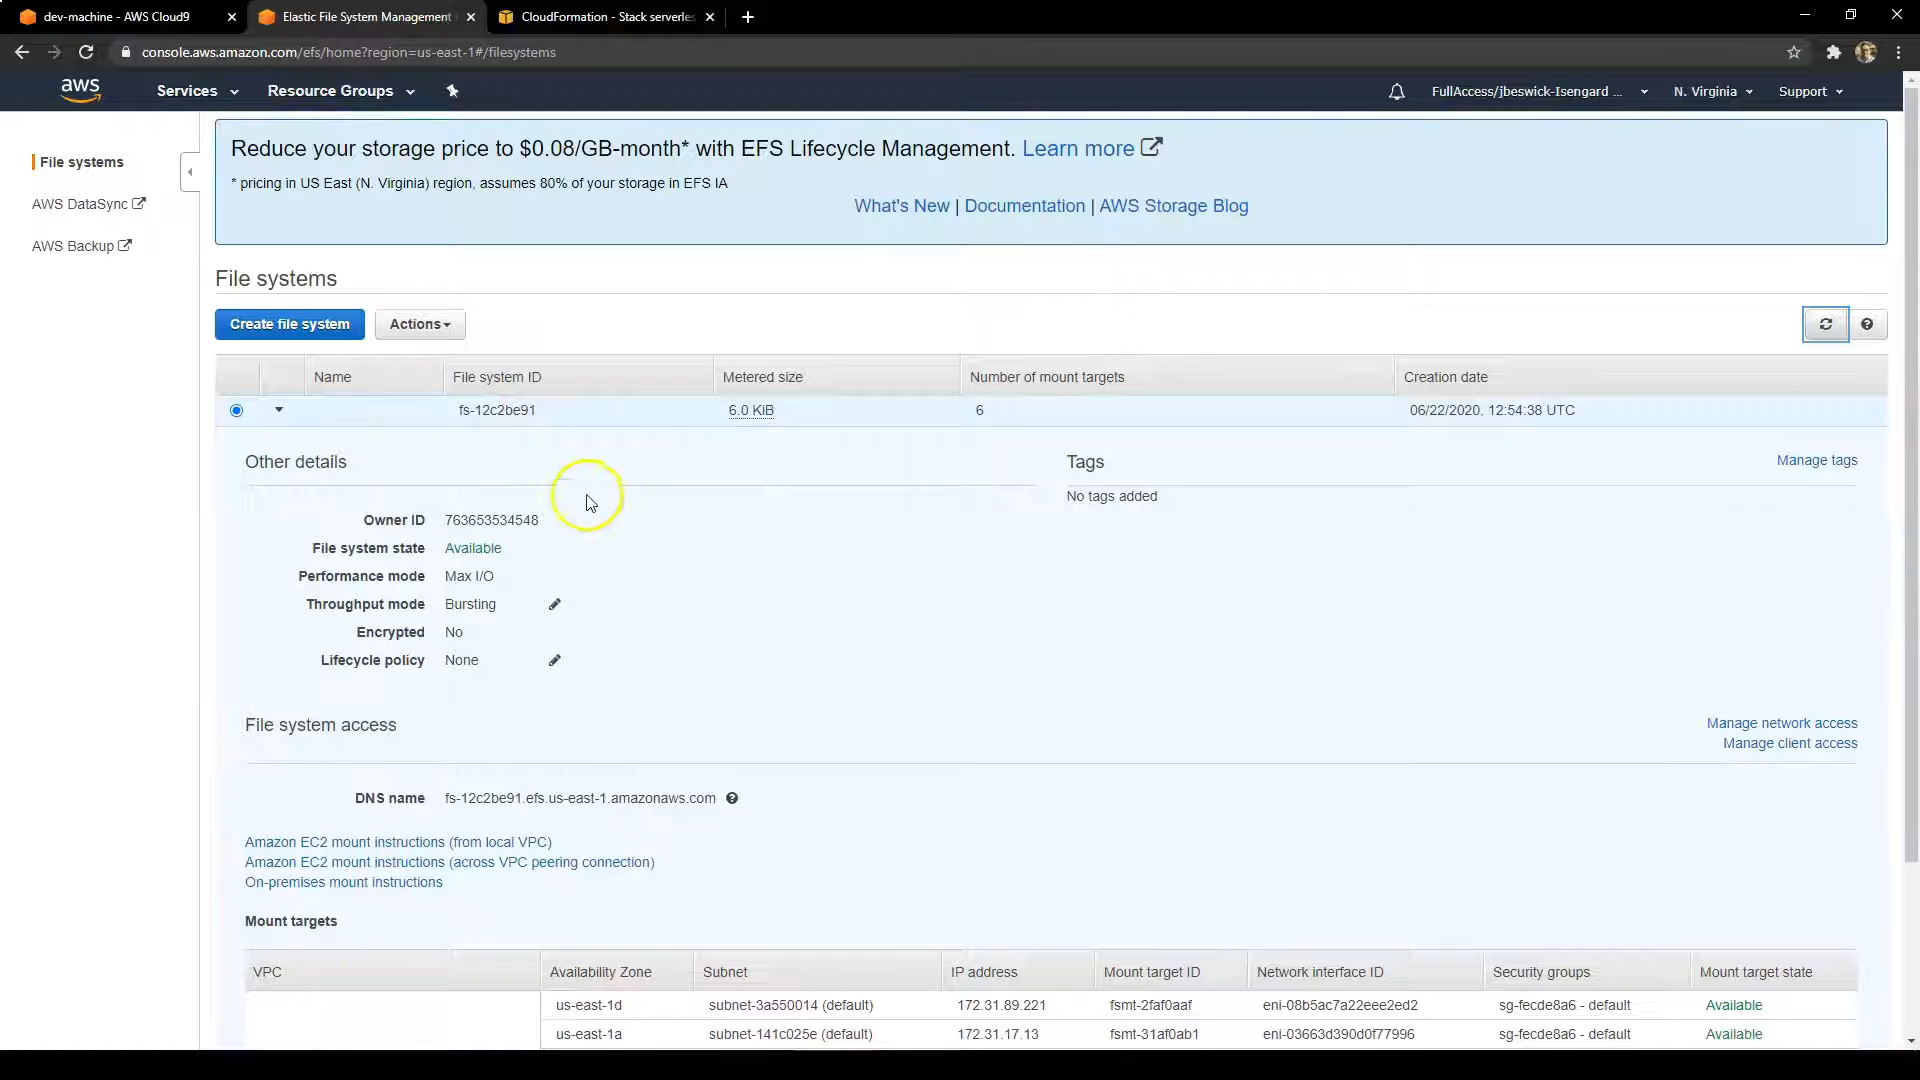 dev-machine - AWS Cloud9
Elastic File System Management
CloudFormation - Stack serverles
console.aws.amazon.com/efs/home?region=us-east-1#/filesystems
aws
Services
Resource Groups
FullAccess/jbeswick-Isengard ...
N. Virginia
Support
File systems
AWS DataSync
AWS Backup
Reduce your storage price to $0.08/GB-month* with EFS Lifecycle Management. Learn more
* pricing in US East (N. Virginia) region, assumes 80% of your storage in EFS IA
What's New | Documentation | AWS Storage Blog
File systems
Create file system
Actions
Name File system ID Metered size Number of mount targets Creation date
fs-12c2be91 6.0 KiB 6 06/22/2020, 12:54:38 UTC
Other details
Tags
Manage tags
No tags added
Owner ID 763653534548
File system state Available
Performance mode Max I/O
Throughput mode Bursting
Encrypted No
Lifecycle policy None
File system access
Manage network access
Manage client access
DNS name fs-12c2be91.efs.us-east-1.amazonaws.com
Amazon EC2 mount instructions (from local VPC)
Amazon EC2 mount instructions (across VPC peering connection)
On-premises mount instructions
Mount targets
VPC Availability Zone Subnet IP address Mount target ID Network interface ID Security groups Mount target state
us-east-1d subnet-3a550014 (default) 172.31.89.221 fsmt-2faf0aaf eni-08b5ac7a22eee2ed2 sg-fecde8a6 - default Available
us-east-1a subnet-141c025e (default) 172.31.17.13 fsmt-31af0ab1 eni-03663d390d0f77996 sg-fecde8a6 - default Available